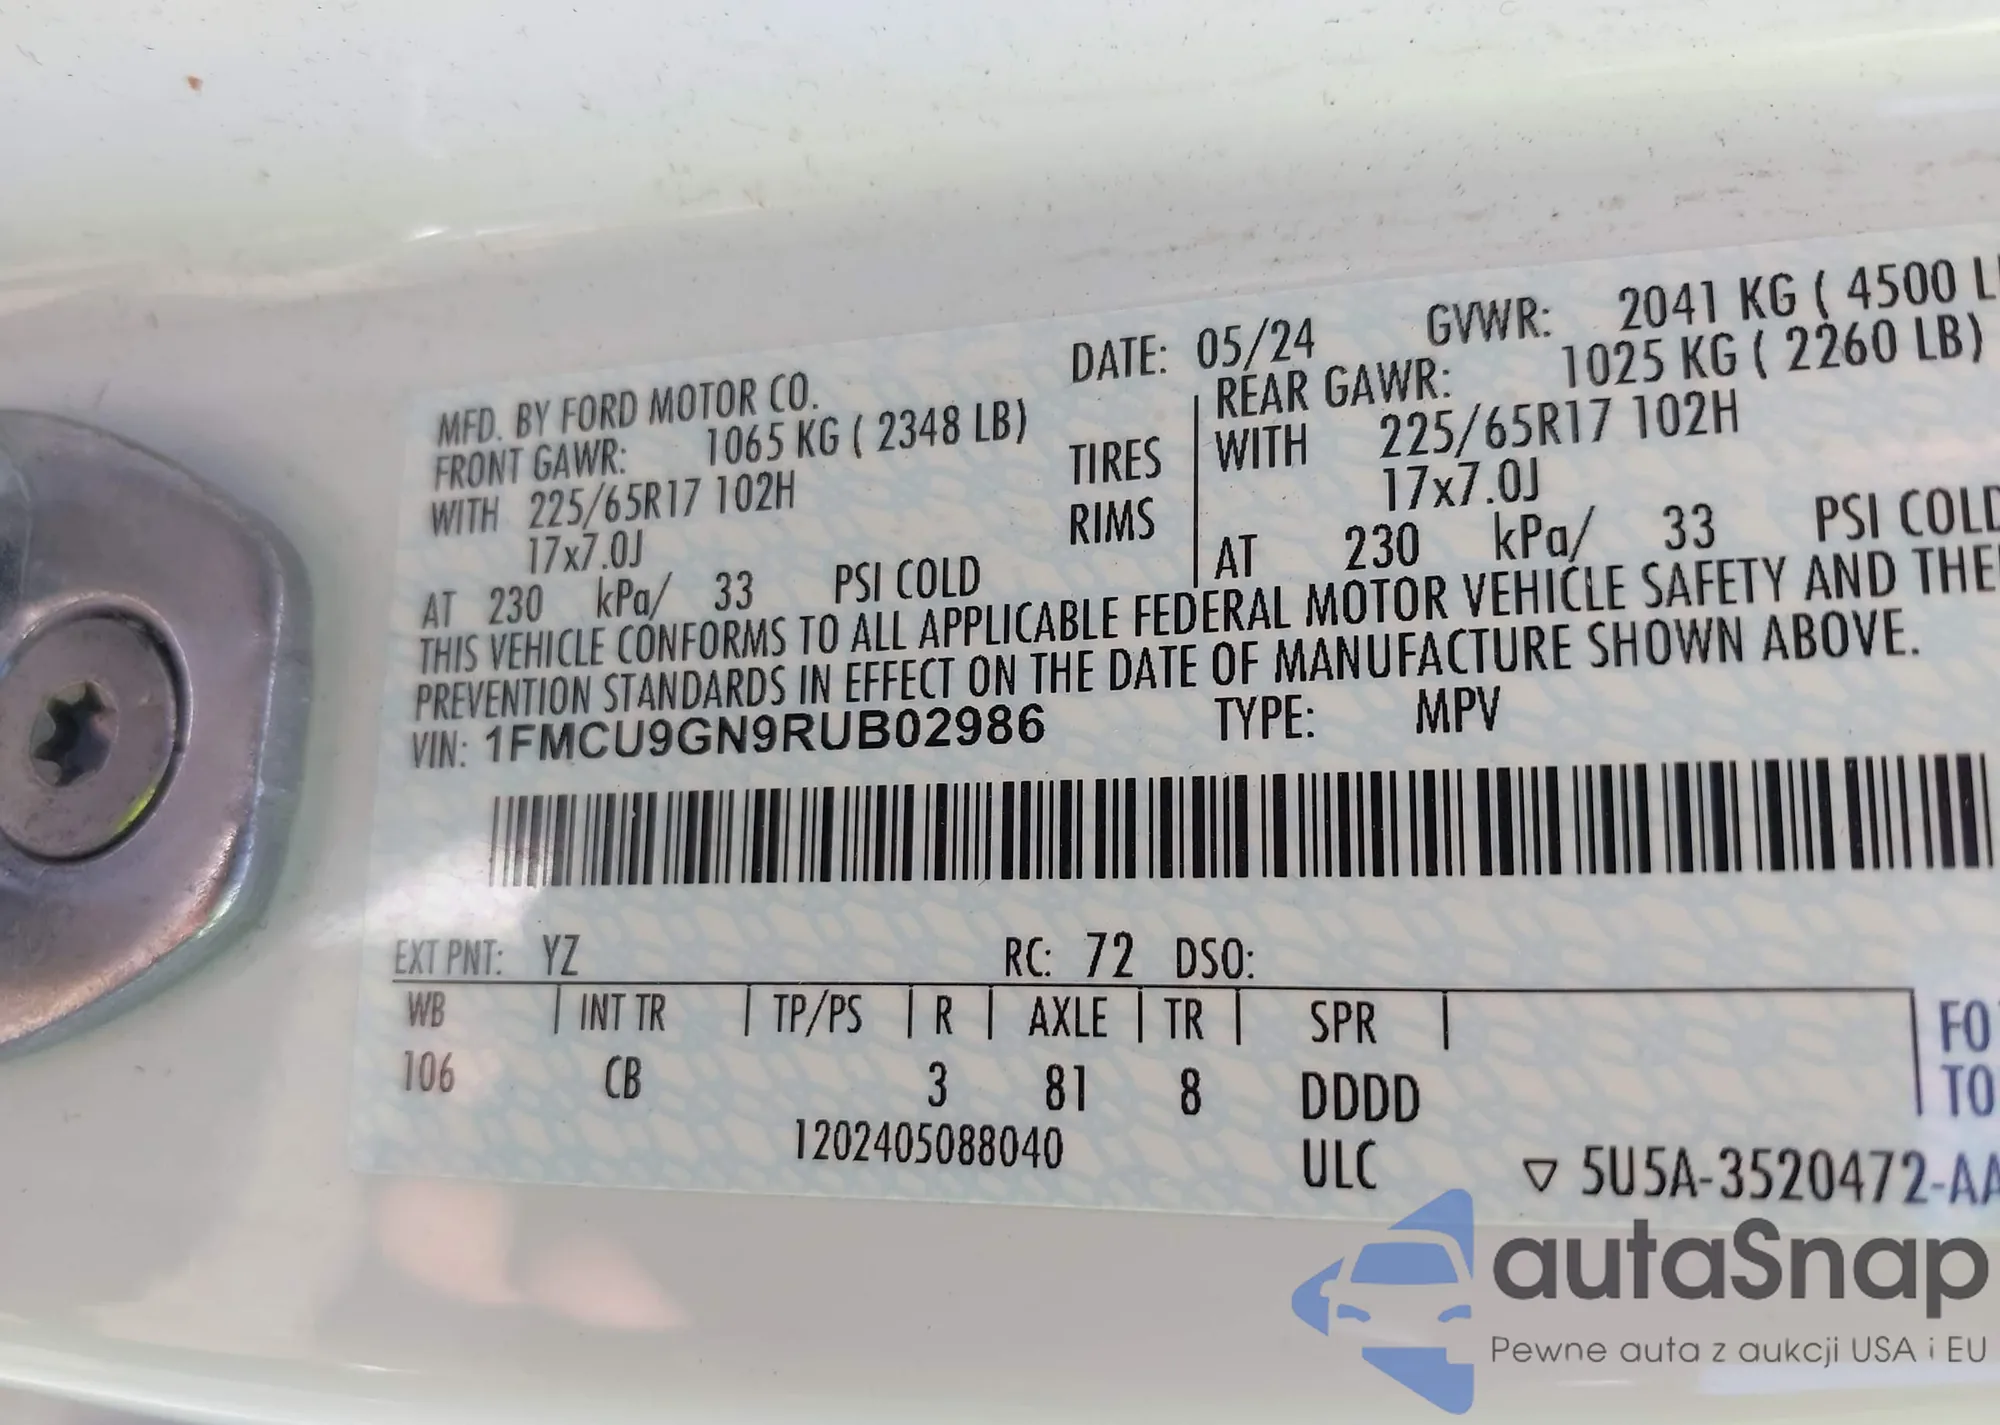 MFD. BY FORD MOTOR CO. DATE: 05/24 GVWR: 2041 KG ( 4500 L
FRONT GAWR: 1065 KG ( 2348 LB) REAR GAWR: 1025 KG ( 2260 LB)
WITH 225/65R17 102H TIRES WITH 225/65R17 102H
17x7.0J RIMS 17x7.0J
AT 230 kPa/ 33 PSI COLD AT 230 kPa/ 33 PSI COLD
THIS VEHICLE CONFORMS TO ALL APPLICABLE FEDERAL MOTOR VEHICLE SAFETY AND THE
PREVENTION STANDARDS IN EFFECT ON THE DATE OF MANUFACTURE SHOWN ABOVE.
VIN: 1FMCU9GN9RUB02986 TYPE: MPV
EXT PNT: YZ RC: 72 DSO:
WB INT TR TP/PS R AXLE TR SPR FO
106 CB 3 81 8 DDDD TO
1202405088040 ULC ▽ 5U5A-3520472-AA
autaSnap
Pewne auta z aukcji USA i EU